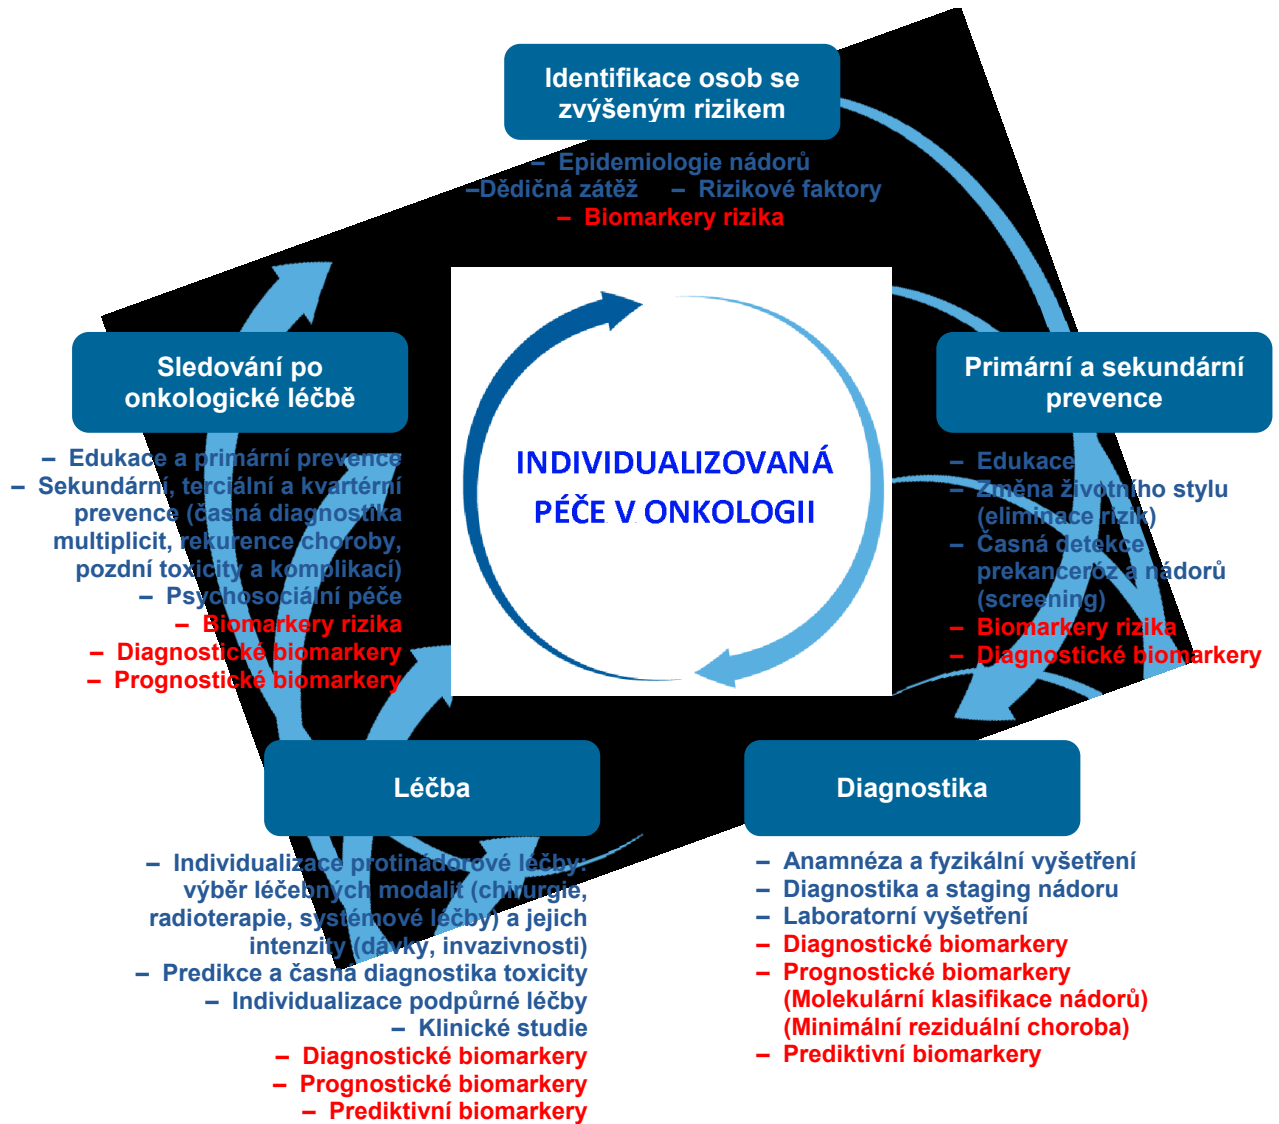 Identifikace osob se
zvýšeným rizikem
– Epidemiologie nádorů
–Dědičná zátěž – Rizikové faktory
– Biomarkery rizika
Sledování po
onkologické léčbě
– Edukace a primární prevence
– Sekundární, terciální a kvartérní
prevence (časná diagnostika
multiplicit, rekurence choroby,
pozdní toxicity a komplikací)
– Psychosociální péče
– Biomarkery rizika
– Diagnostické biomarkery
– Prognostické biomarkery
INDIVIDUALIZOVANÁ
PÉČE V ONKOLOGII
Primární a sekundární
prevence
– Edukace
– Změna životního stylu
(eliminace rizik)
– Časná detekce
prekanceróz a nádorů
(screening)
– Biomarkery rizika
– Diagnostické biomarkery
Léčba
– Individualizace protinádorové léčby:
výběr léčebných modalit (chirurgie,
radioterapie, systémové léčby) a jejich
intenzity (dávky, invazivnosti)
– Predikce a časná diagnostika toxicity
– Individualizace podpůrné léčby
– Klinické studie
– Diagnostické biomarkery
– Prognostické biomarkery
– Prediktivní biomarkery
Diagnostika
– Anamnéza a fyzikální vyšetření
– Diagnostika a staging nádoru
– Laboratorní vyšetření
– Diagnostické biomarkery
– Prognostické biomarkery
(Molekulární klasifikace nádorů)
(Minimální reziduální choroba)
– Prediktivní biomarkery